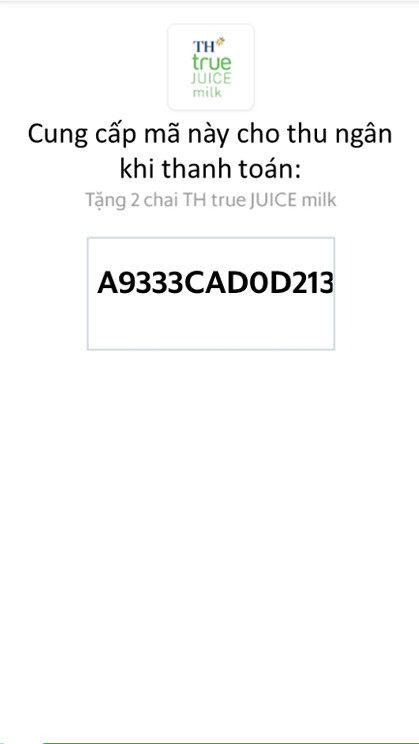 TH
true
JUICE
milk
Cung cấp mã này cho thu ngân
khi thanh toán:
Tặng 2 chai TH true JUICE milk
A9333CAD0D213